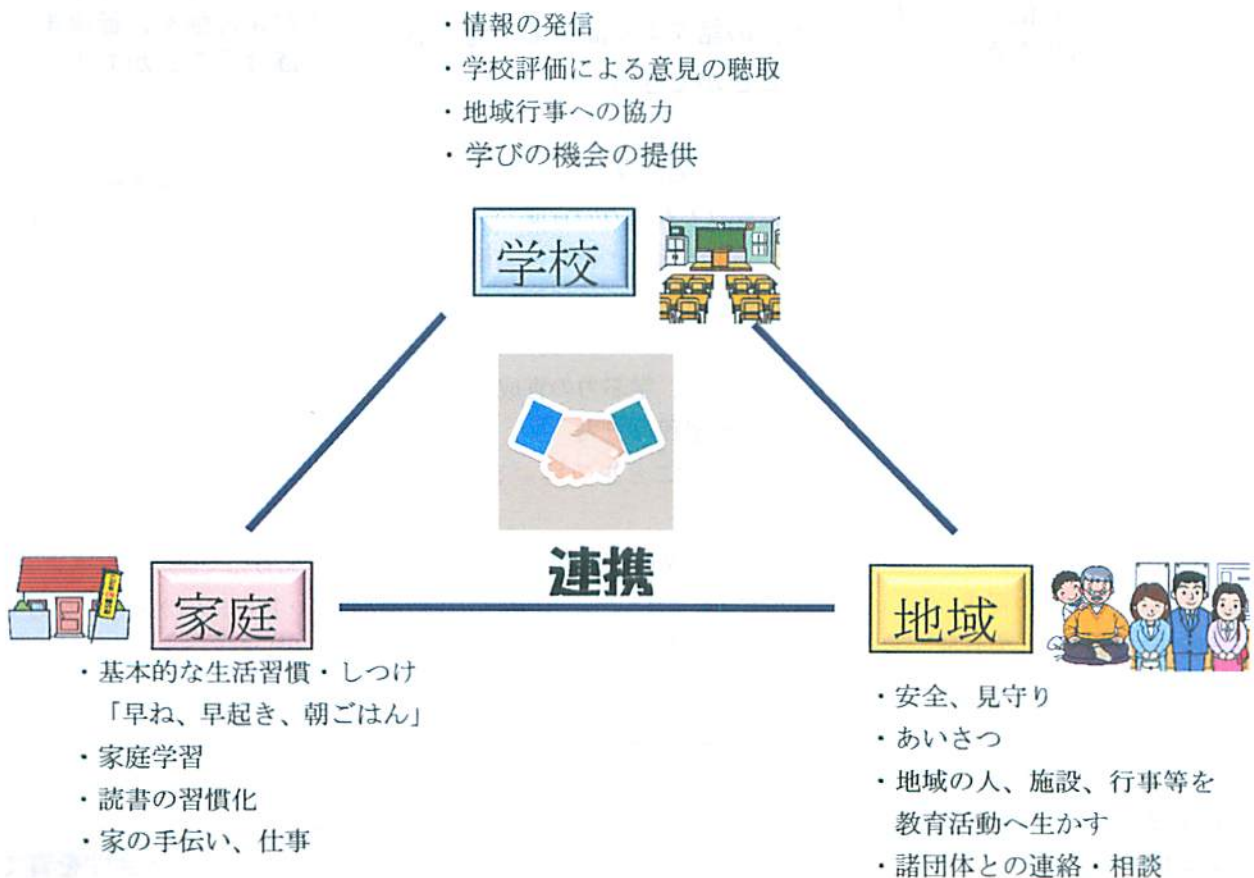 ・情報の発信
・学校評価による意見の聴取
・地域行事への協力
・学びの機会の提供
学校
連携
家庭
・基本的な生活習慣・しつけ
「早ね、早起き、朝ごはん」
・家庭学習
・読書の習慣化
・家の手伝い、仕事
地域
・安全、見守り
・あいさつ
・地域の人、施設、行事等を
教育活動へ生かす
・諸団体との連絡・相談